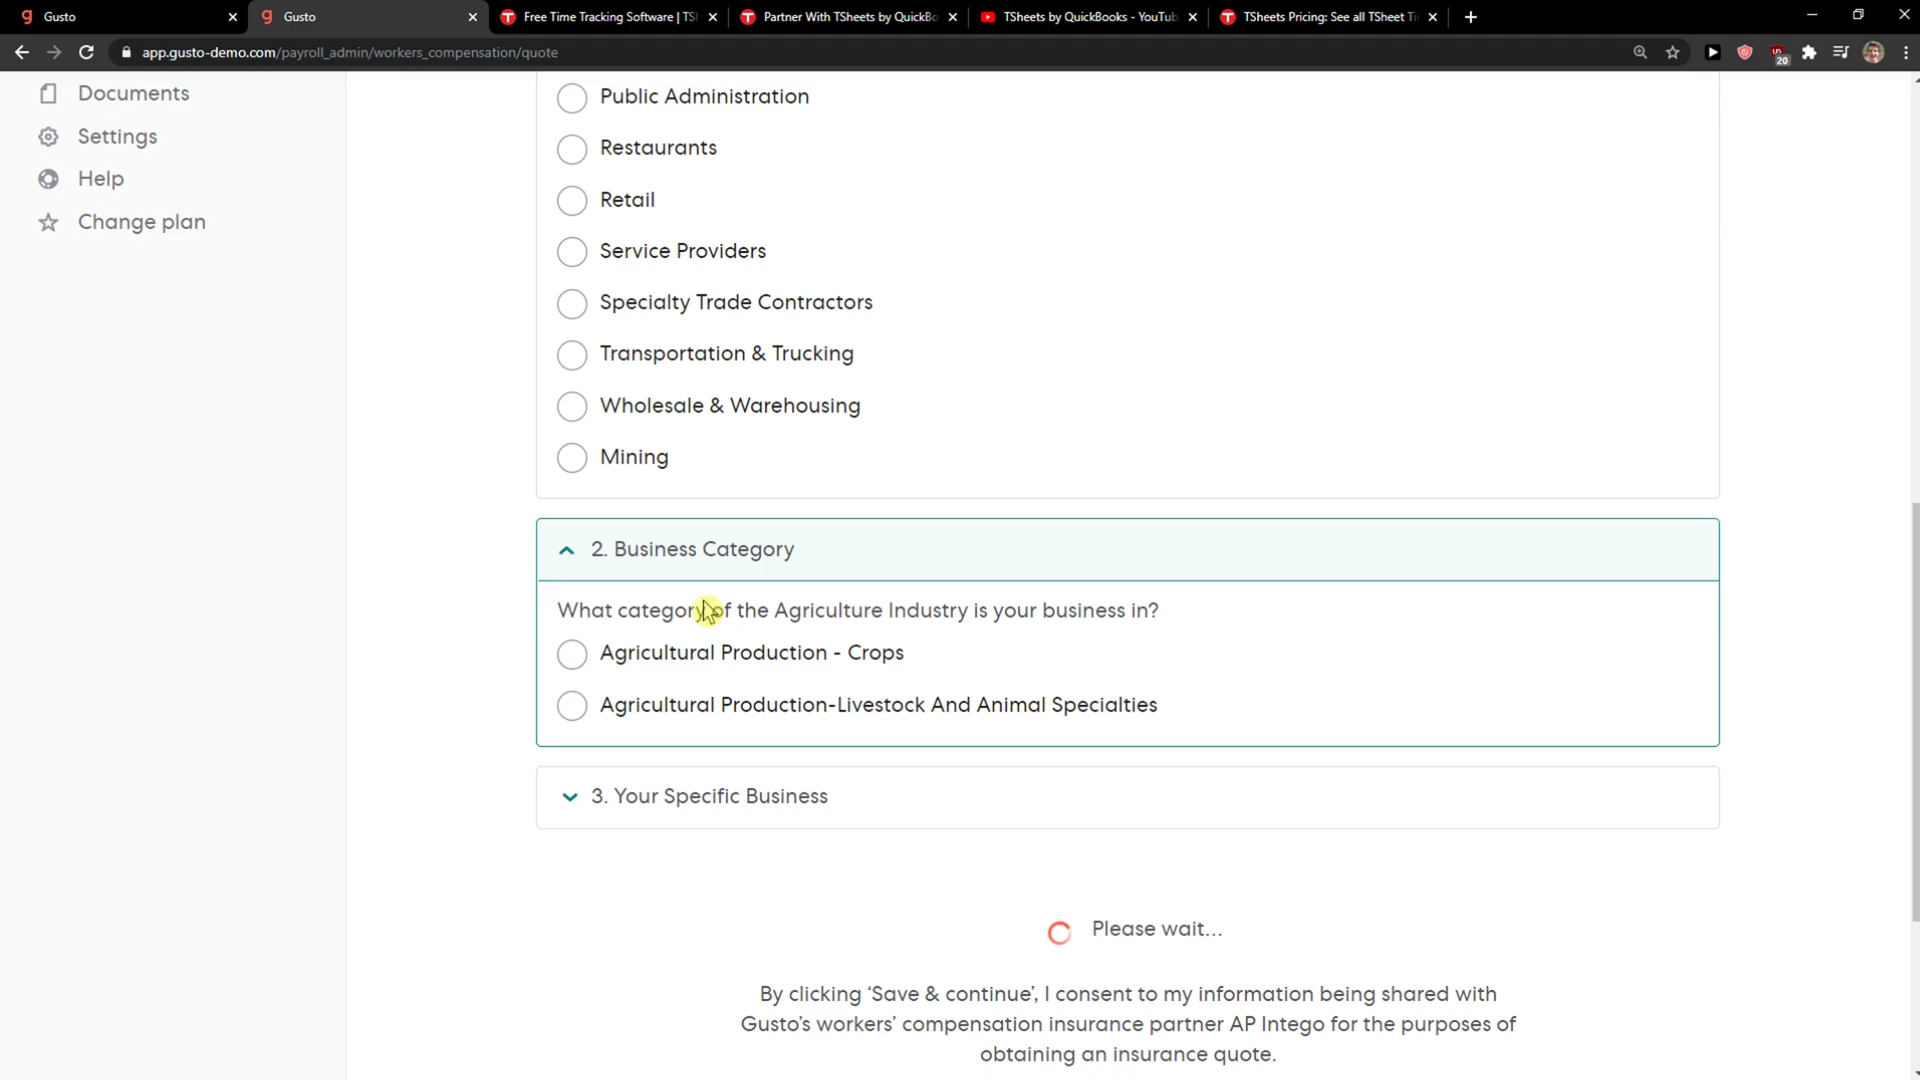 Gusto
Gusto
Free Time Tracking Software | TS
Partner With TSheets by QuickBo
TSheets by QuickBooks - YouTub
TSheets Pricing: See all TSheet Ti
app.gusto-demo.com/payroll_admin/workers_compensation/quote
20
Documents
Settings
Help
Change plan
Public Administration
Restaurants
Retail
Service Providers
Specialty Trade Contractors
Transportation & Trucking
Wholesale & Warehousing
Mining
2. Business Category
What category of the Agriculture Industry is your business in?
Agricultural Production - Crops
Agricultural Production-Livestock And Animal Specialties
3. Your Specific Business
Please wait...
By clicking ‘Save & continue’, I consent to my information being shared with
Gusto’s workers’ compensation insurance partner AP Intego for the purposes of
obtaining an insurance quote.